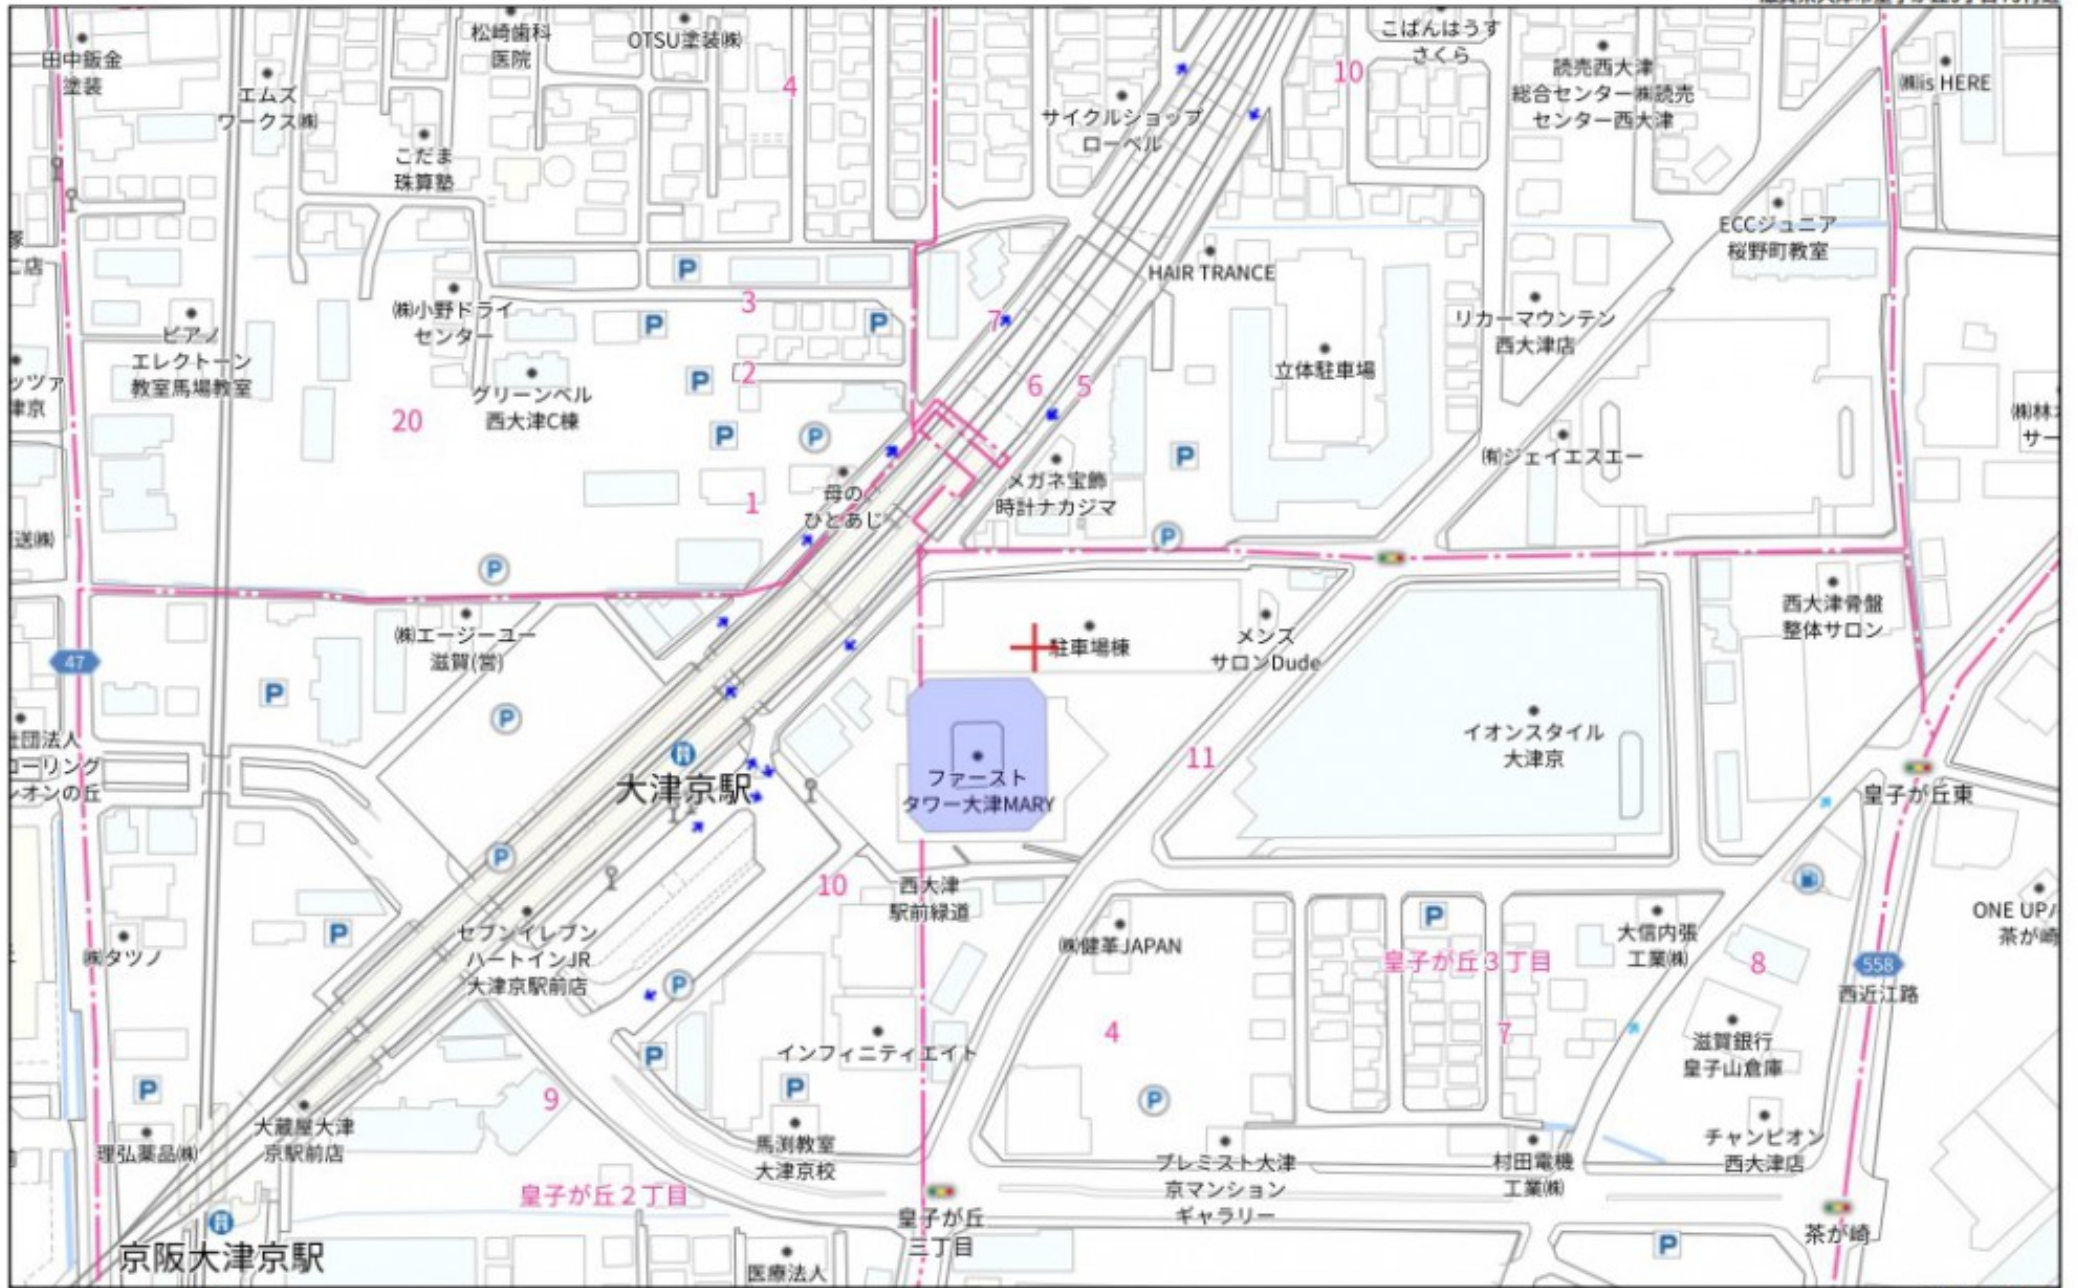 田中鈑金
塗装
エムズ
ワークス㈱
松崎歯科
医院
OTSU塗装㈱
4
こだま
珠算塾
サイクルショップ
ローベル
10
こぱんはうす
さくら
読売西大津
総合センター㈱読売
センター西大津
㈱is HERE
ECCジュニア
桜野町教室
HAIR TRANCE
㈱小野ドライ
センター
ピアノ
エレクトーン
教室馬場教室
グリーンベル
西大津C棟
20
P
3
P
P
2
P
P
P
1
7
6
5
母の
ひとあじ
メガネ宝飾
時計ナカジマ
P
P
立体駐車場
リカーマウンテン
西大津店
㈲ジェイエスエー
P
㈱エージーユー
滋賀(営)
47
P
P
駐車場棟
メンズ
サロンDude
西大津骨盤
整体サロン
ファースト
タワー大津MARY
11
イオンスタイル
大津京
皇子が丘東
大津京駅
P
10
西大津
駅前緑道
セブンイレブン
ハートインJR
大津京駅前店
P
㈱タツノ
P
㈱健革JAPAN
P
皇子が丘3丁目
大信内張
工業㈱
8
558
西近江路
ONE UP
茶が崎
インフィニティエイト
4
7
滋賀銀行
皇子山倉庫
P
P
P
P
9
大蔵屋大津
京駅前店
理弘薬品㈱
馬渕教室
大津京校
プレミスト大津
京マンション
ギャラリー
村田電機
工業㈱
チャンピオン
西大津店
皇子が丘2丁目
皇子が丘
三丁目
茶が崎
P
京阪大津京駅
医療法人